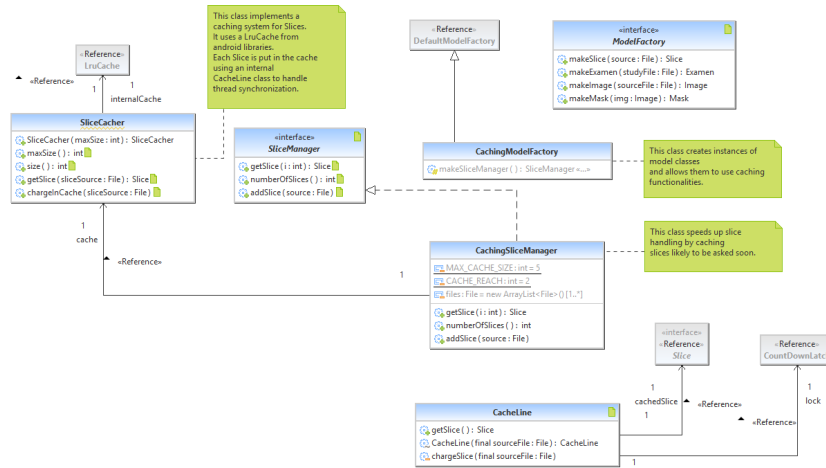 This class implements a
caching system for Slices.
It uses a LruCache from
android libraries.
Each Slice is put in the cache
using an internal
CacheLine class to handle
thread synchronization.
«Reference»
LruCache
«Reference»
1
1
internalCache
SliceCacher
SliceCacher (maxSize : int) : SliceCacher
maxSize () : int
size () : int
getSlice (sliceSource : File) : Slice
chargeInCache (sliceSource : File)
1
cache
«Reference»
1
«interface»
SliceManager
getSlice (i : int) : Slice
numberOfSlices () : int
addSlice (source : File)
«Reference»
DefaultModelFactory
«interface»
ModelFactory
makeSlice (source : File) : Slice
makeExamen (studyFile : File) : Examen
makeImage (sourceFile : File) : Image
makeMask (img : Image) : Mask
CachingModelFactory
makeSliceManager () : SliceManager «...»
This class creates instances of
model classes
and allows them to use caching
functionalities.
This class speeds up slice
handling by caching
slices likely to be asked soon.
CachingSliceManager
MAX_CACHE_SIZE : int = 5
CACHE_REACH : int = 2
files : File = new ArrayList<File>() [1..*]
getSlice (i : int) : Slice
numberOfSlices () : int
addSlice (source : File)
«interface»
«Reference»
Slice
«Reference»
CountDownLatc
1
cachedSlice
1
«Reference»
1
lock
«Reference»
1
CacheLine
getSlice () : Slice
CacheLine (final sourceFile : File) : CacheLine
chargeSlice (final sourceFile : File)